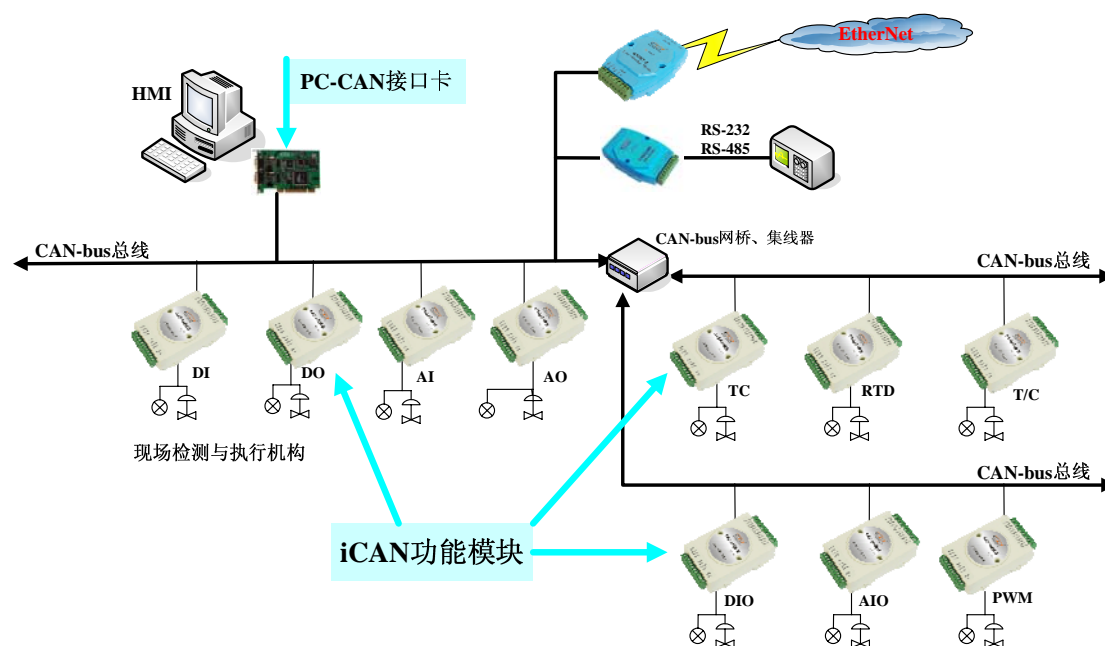 EtherNet
PC-CAN接口卡
HMI
RS-232
RS-485
CAN-bus总线
CAN-bus网桥、集线器
CAN-bus总线
DI
DO
AI
AO
TC
RTD
T/C
现场检测与执行机构
CAN-bus总线
iCAN功能模块
DIO
AIO
PWM